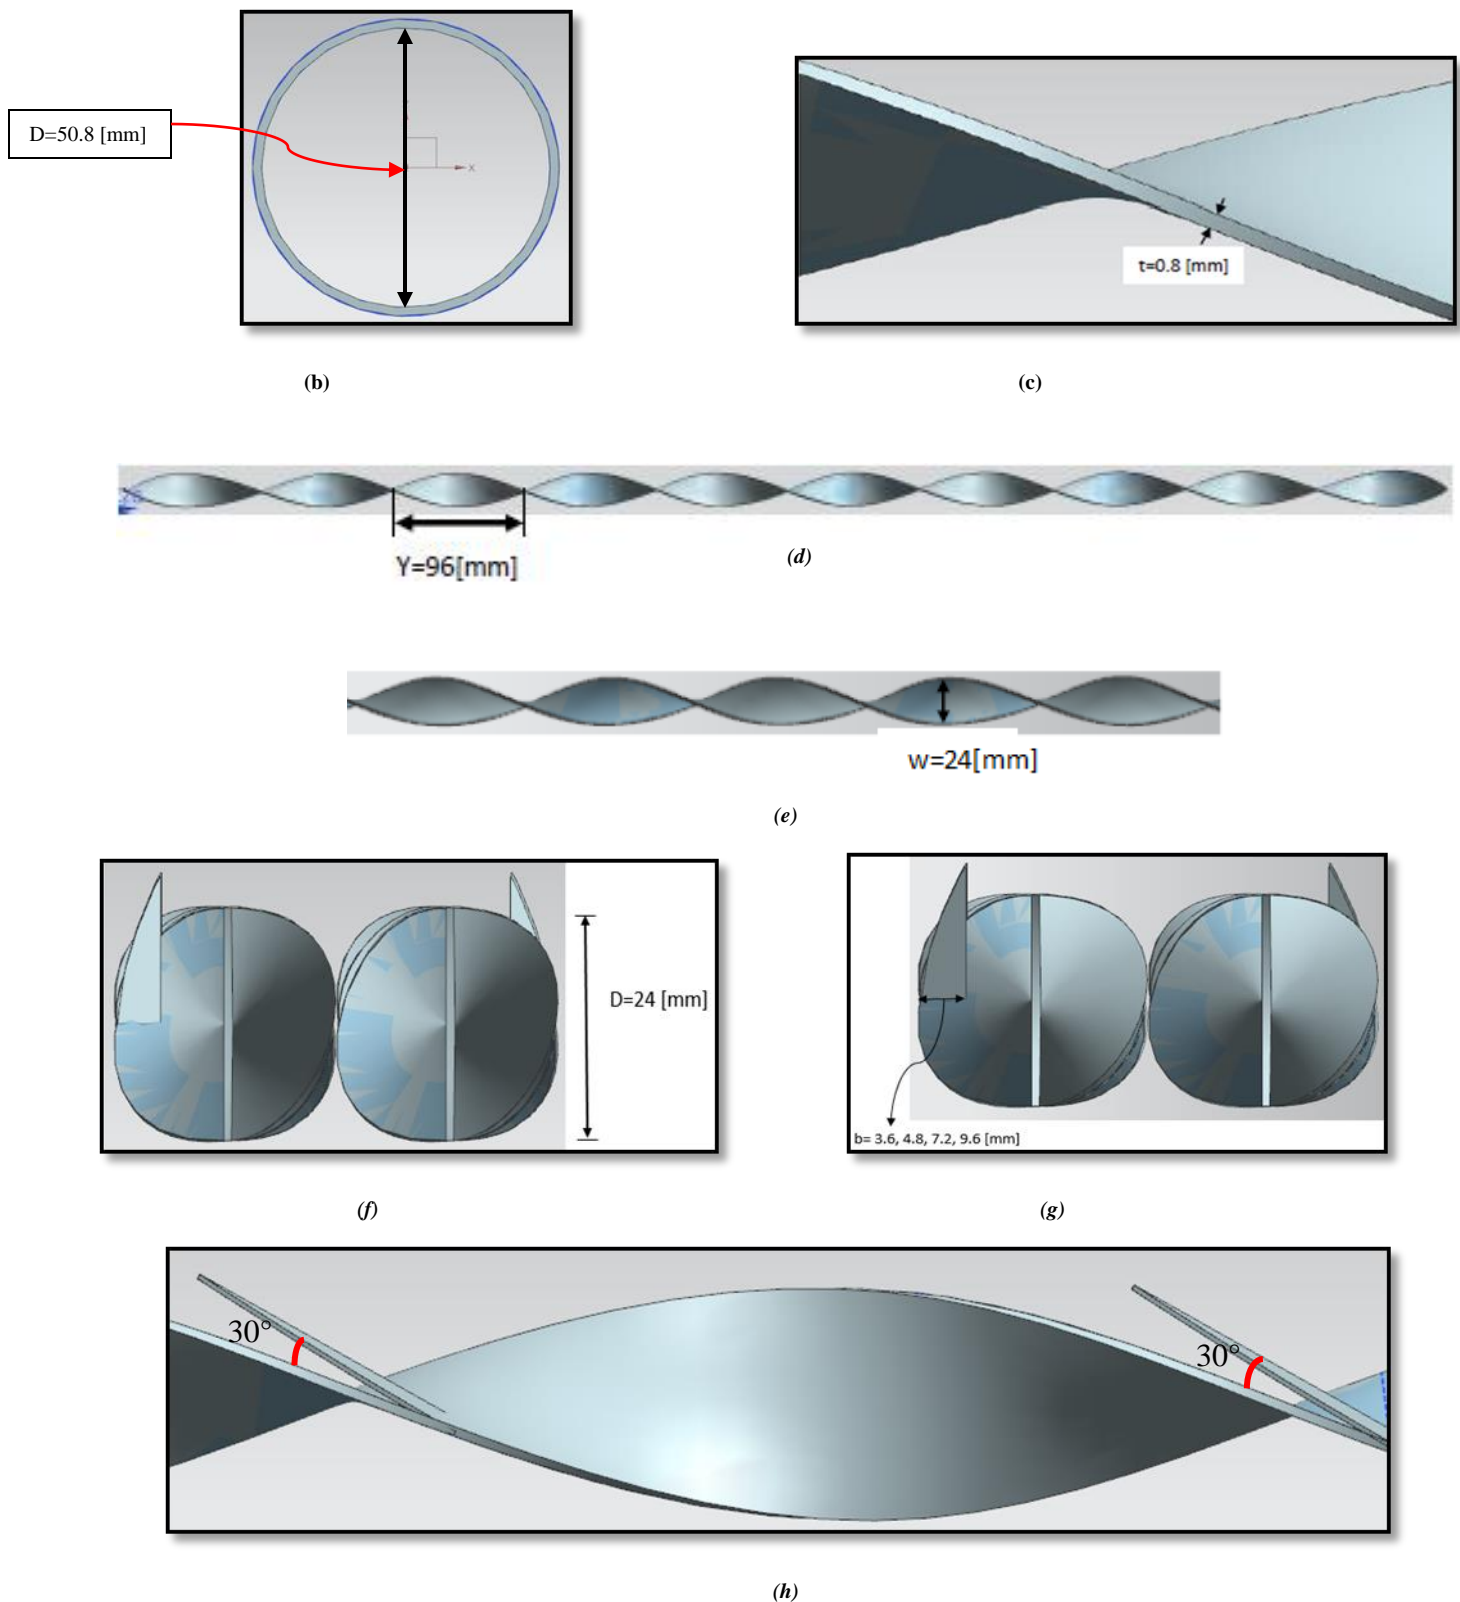 D=50.8 [mm]
X
t=0.8 [mm]
(b)
(c)
Y=96[mm]
(d)
w=24[mm]
(e)
D=24 [mm]
b= 3.6, 4.8, 7.2, 9.6 [mm]
(f)
(g)
30°
30°
(h)